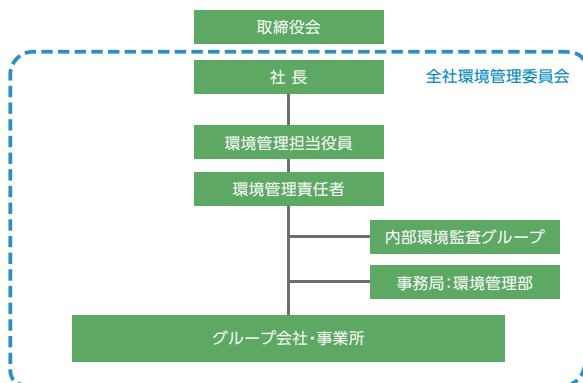 取締役会
社 長
全社環境管理委員会
環境管理担当役員
環境管理責任者
内部環境監査グループ
事務局：環境管理部
グループ会社・事業所